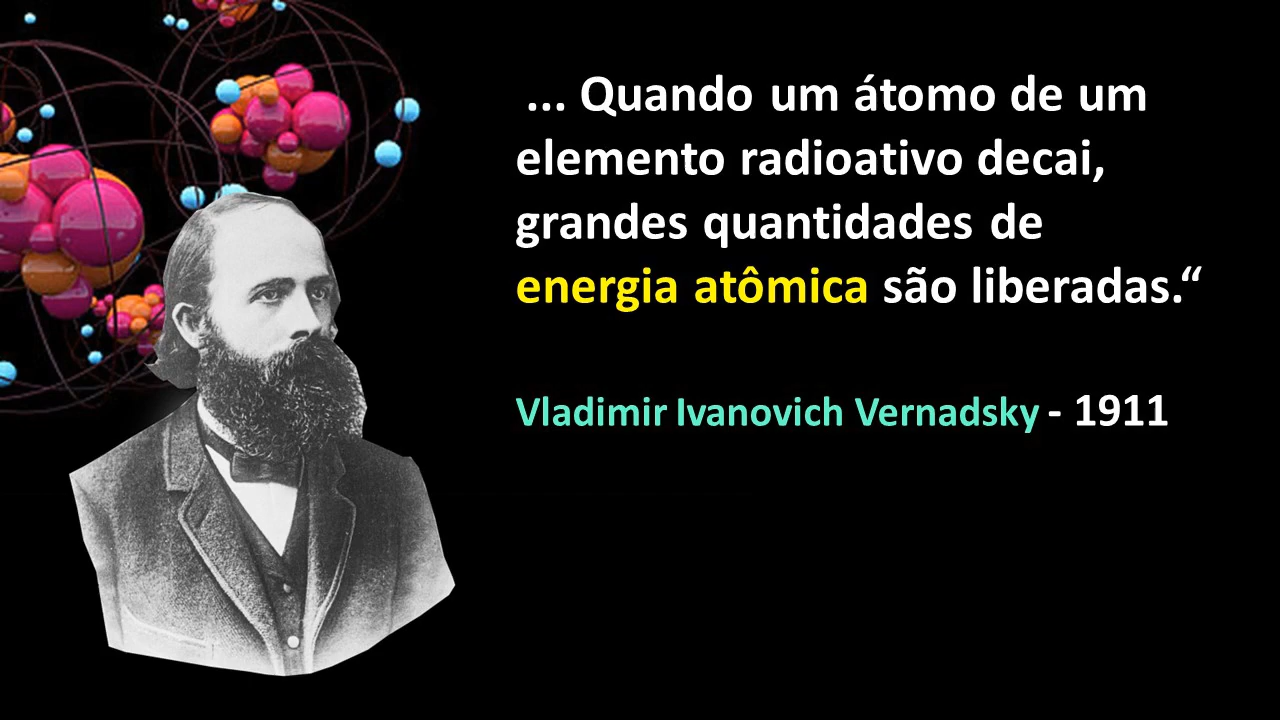 ... Quando um átomo de um
elemento radioativo decai,
grandes quantidades de
energia atômica são liberadas.“
Vladimir Ivanovich Vernadsky - 1911